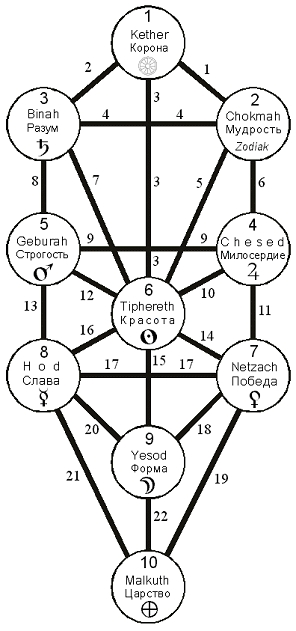 1
Kether
Корона
2
1
3
3
Binah
Разум
♄
4
4
2
Chokmah
Мудрость
Zodiak
8
7
3
5
6
5
Geburah
Строгость
♂
9
9
4
Chesed
Милосердие
♃
3
12
10
13
6
Tiphereth
Красота
☉
11
16
14
8
Hod
Слава
☿
17
15
17
7
Netzach
Победа
♀
20
18
9
Yesod
Форма
☽
21
19
22
10
Malkuth
Царство
⊕